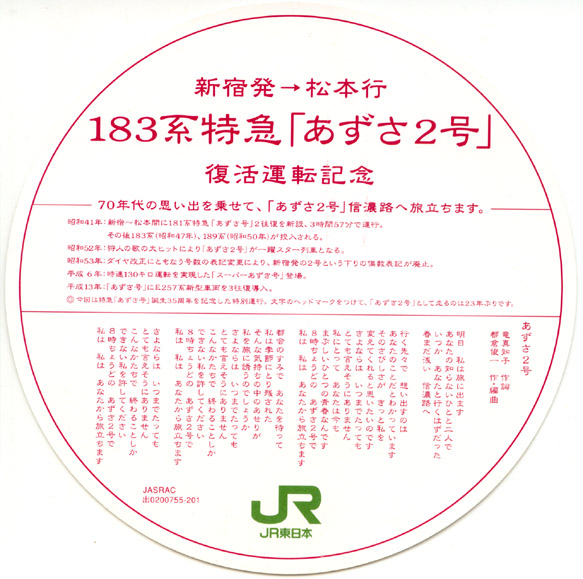 新宿発→松本行
183系特急「あずさ2号」
復活運転記念
70年代の思い出を乗せて、「あずさ2号」信濃路へ旅立ちます。
昭和41年：新宿～松本間に181系特急「あずさ号」2往復を新設、3時間57分で運行。
その後183系(昭和47年)、189系(昭和50年)が投入される。
昭和52年：狩人の歌の大ヒットにより「あずさ2号」が一躍スター列車となる。
昭和53年：ダイヤ改正にともなう号数の表記変更により、新宿発の2号という下りの偶数表記が廃止。
平成 6年：時速130キロ運転を実現した「スーパーあずさ号」登場。
平成13年：「あずさ号」にE257系新型車両を3往復導入。
◎ 今回は特急「あずさ号」誕生35周年を記念した特別運行。文字のヘッドマークをつけて、「あずさ2号」として走るのは23年ぶりです。
あずさ2号
竜真知子 作詞
都倉俊一 作・編曲
明日 私は旅に出ます
あなたの知らないひとと二人で
いつか あなたと行くはずだった
春まだ浅い 信濃路へ
行く先々で 想い出すのは
あなたのことだとわかっています
そのさびしさが きっと私を
変えてくれると思いたいのです
さよならは いつまでたっても
とても言えそうにありません
私にとって あなたは今も
まぶしいひとつの青春なんです
8時ちょうどの あずさ2号で
私は 私は あなたから旅立ちます
都会のすみで あなたを待って
私は季節にとり残された
そんな気持ちの中のあせりが
私を旅に誘うのでしょうか
さよならは いつまでたっても
とても言えそうにありません
こんなかたちで 終わることしか
できない私を許してください
8時ちょうどの あずさ2号で
私は 私は あなたから旅立ちます
さよならは いつまでたっても
とても言えそうにありません
こんなかたちで 終わることしか
できない私を許してください
8時ちょうどの あずさ2号で
私は 私は あなたから旅立ちます
JASRAC
出0200755-201
JR
JR東日本